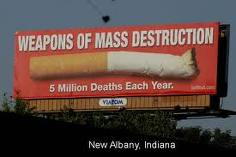 WEAPONS OF MASS DESTRUCTION
5 Million Deaths Each Year.
VIACOM
New Albany, Indiana